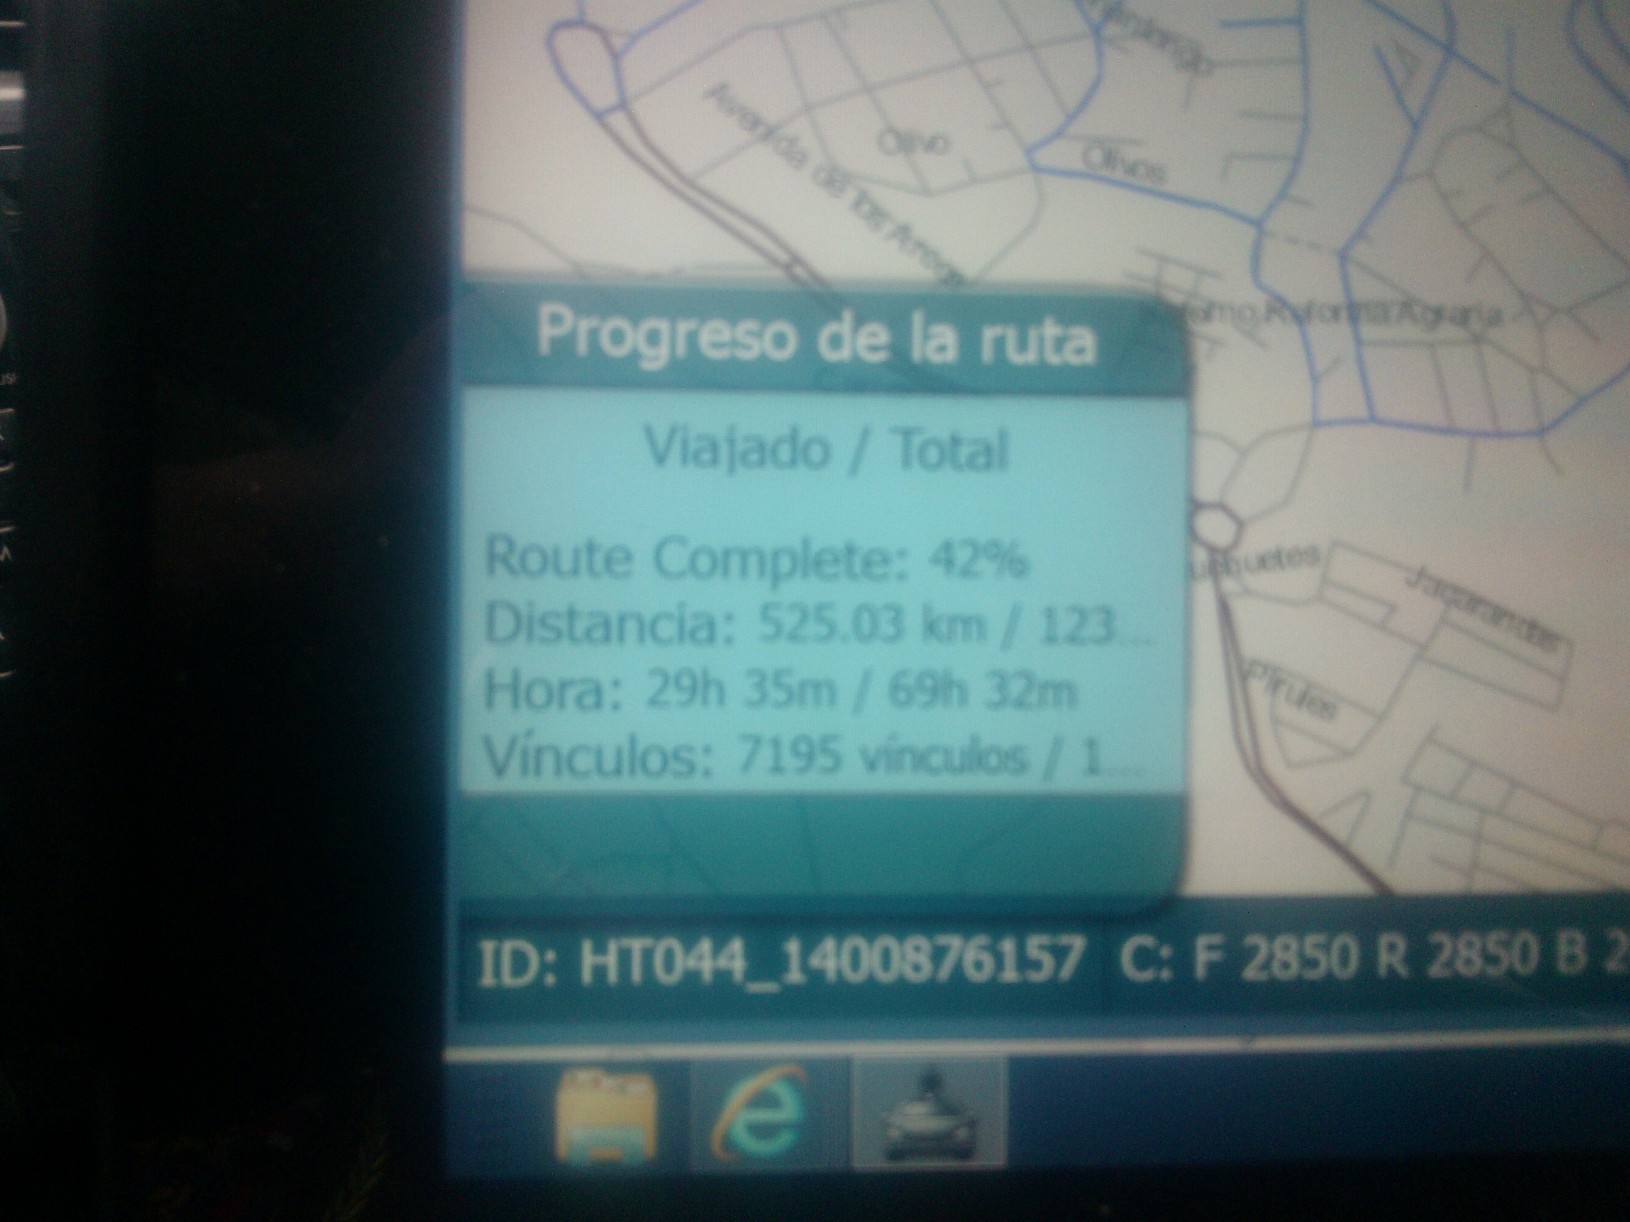 Olivo
Olivos
Avenida de los Arroyo
Progreso de la ruta
Viajado / Total
Route Complete: 42%
Distancia: 525.03 km / 123...
Hora: 29h 35m / 69h 32m
Vínculos: 7195 vínculos / 1...
Jacarandas
Pirules
ID: HT044_1400876157 C: F 2850 R 2850 B 2